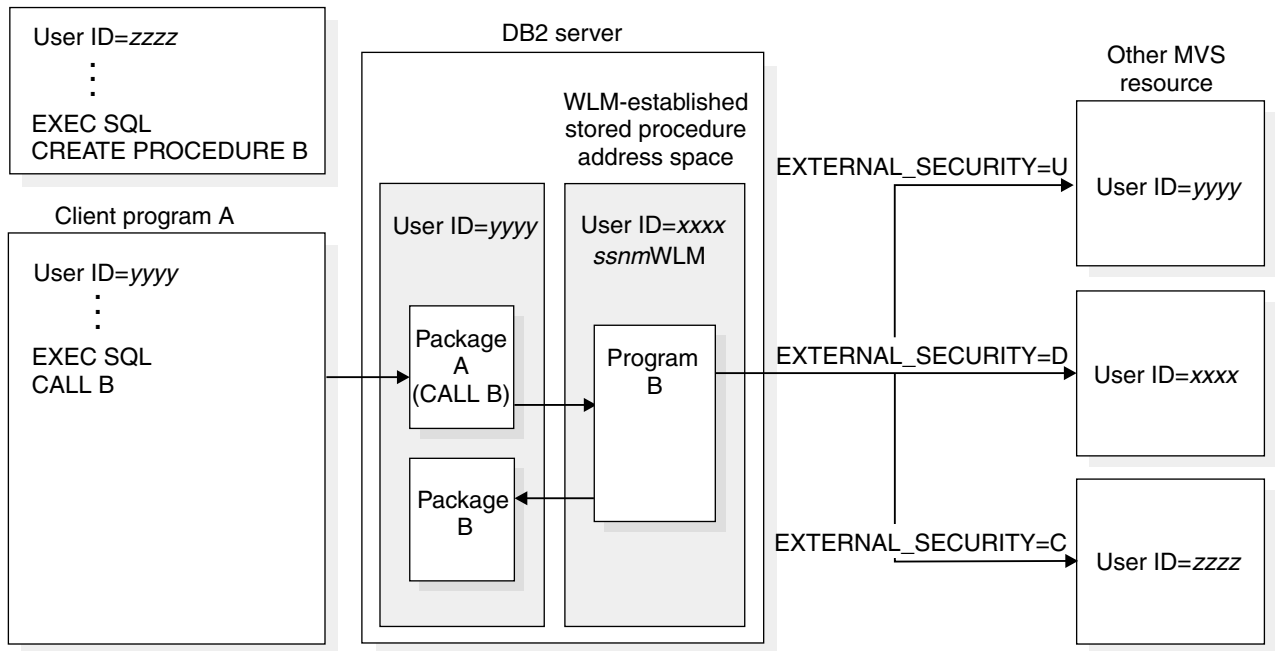 User ID=zzzz
EXEC SQL
CREATE PROCEDURE B
Client program A
User ID=yyyy
EXEC SQL
CALL B
DB2 server
WLM-established
stored procedure
address space
User ID=yyyy
Package
A
(CALL B)
Package
B
User ID=xxxx
ssnmWLM
Program
B
EXTERNAL_SECURITY=U
EXTERNAL_SECURITY=D
EXTERNAL_SECURITY=C
Other MVS
resource
User ID=yyyy
User ID=xxxx
User ID=zzzz